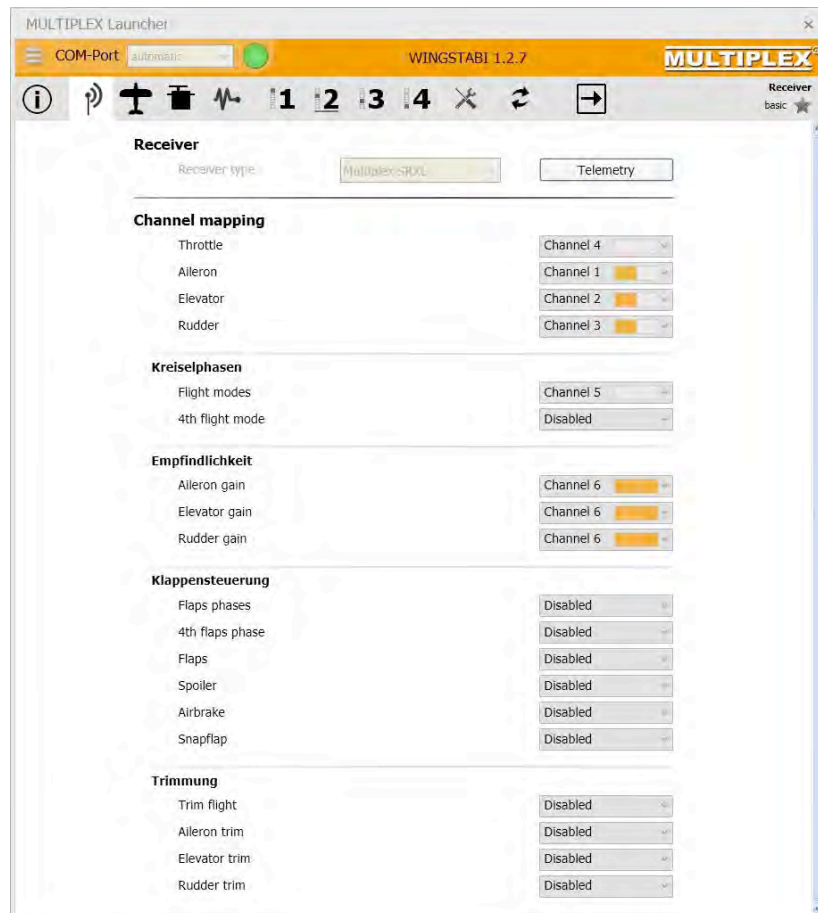 MULTIPLEX Launcher ×
COM-Port automatic WINGSTABI 1.2.7 MULTIPLEX®
i 1 2 3 4 Receiver
basic
Receiver
Receiver type Multiplex SRXL Telemetry
Channel mapping
Throttle Channel 4
Aileron Channel 1
Elevator Channel 2
Rudder Channel 3
Kreiselphasen
Flight modes Channel 5
4th flight mode Disabled
Empfindlichkeit
Aileron gain Channel 6
Elevator gain Channel 6
Rudder gain Channel 6
Klappensteuerung
Flaps phases Disabled
4th flaps phase Disabled
Flaps Disabled
Spoiler Disabled
Airbrake Disabled
Snapflap Disabled
Trimmung
Trim flight Disabled
Aileron trim Disabled
Elevator trim Disabled
Rudder trim Disabled